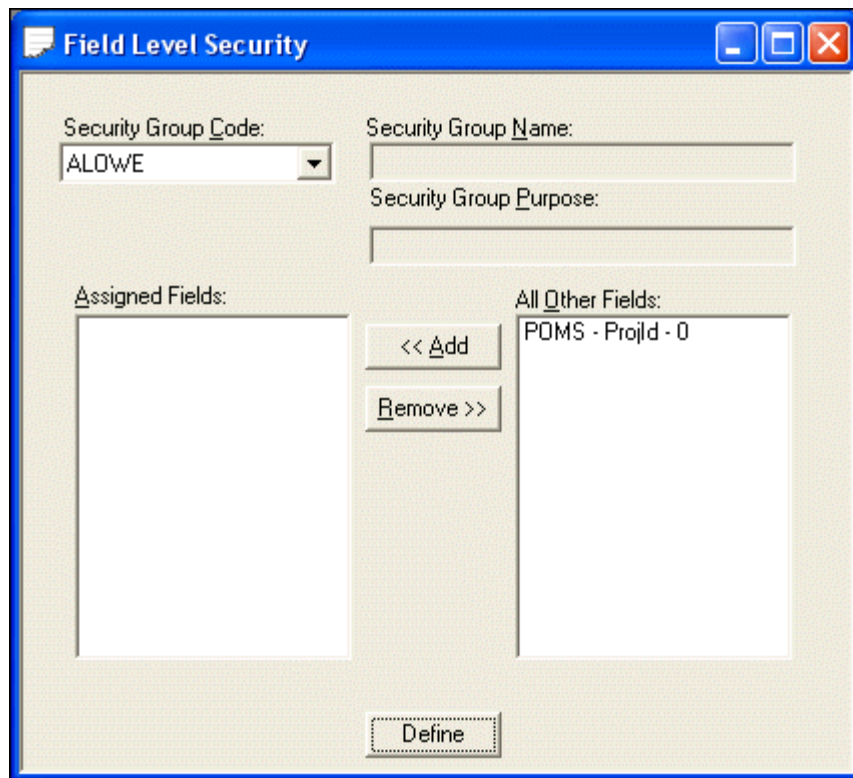 Field Level Security
Security Group Code:
ALOWE
Security Group Name:
Security Group Purpose:
Assigned Fields:
All Other Fields:
POMS - ProjId - 0
<< Add
Remove >>
Define